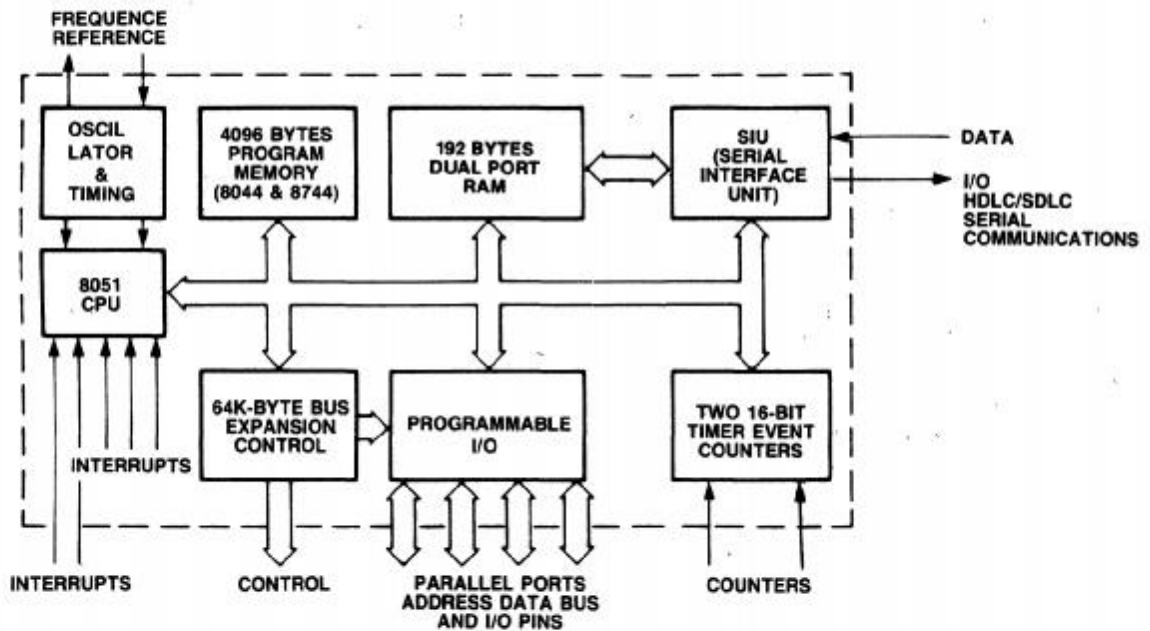 FREQUENCE
REFERENCE
OSCIL
LATOR
&
TIMING
4096 BYTES
PROGRAM
MEMORY
(8044 & 8744)
192 BYTES
DUAL PORT
RAM
SIU
(SERIAL
INTERFACE
UNIT)
DATA
I/O
HDLC/SDLC
SERIAL
COMMUNICATIONS
8051
CPU
64K-BYTE BUS
EXPANSION
CONTROL
PROGRAMMABLE
I/O
TWO 16-BIT
TIMER EVENT
COUNTERS
INTERRUPTS
INTERRUPTS
CONTROL
PARALLEL PORTS
ADDRESS DATA BUS
AND I/O PINS
COUNTERS